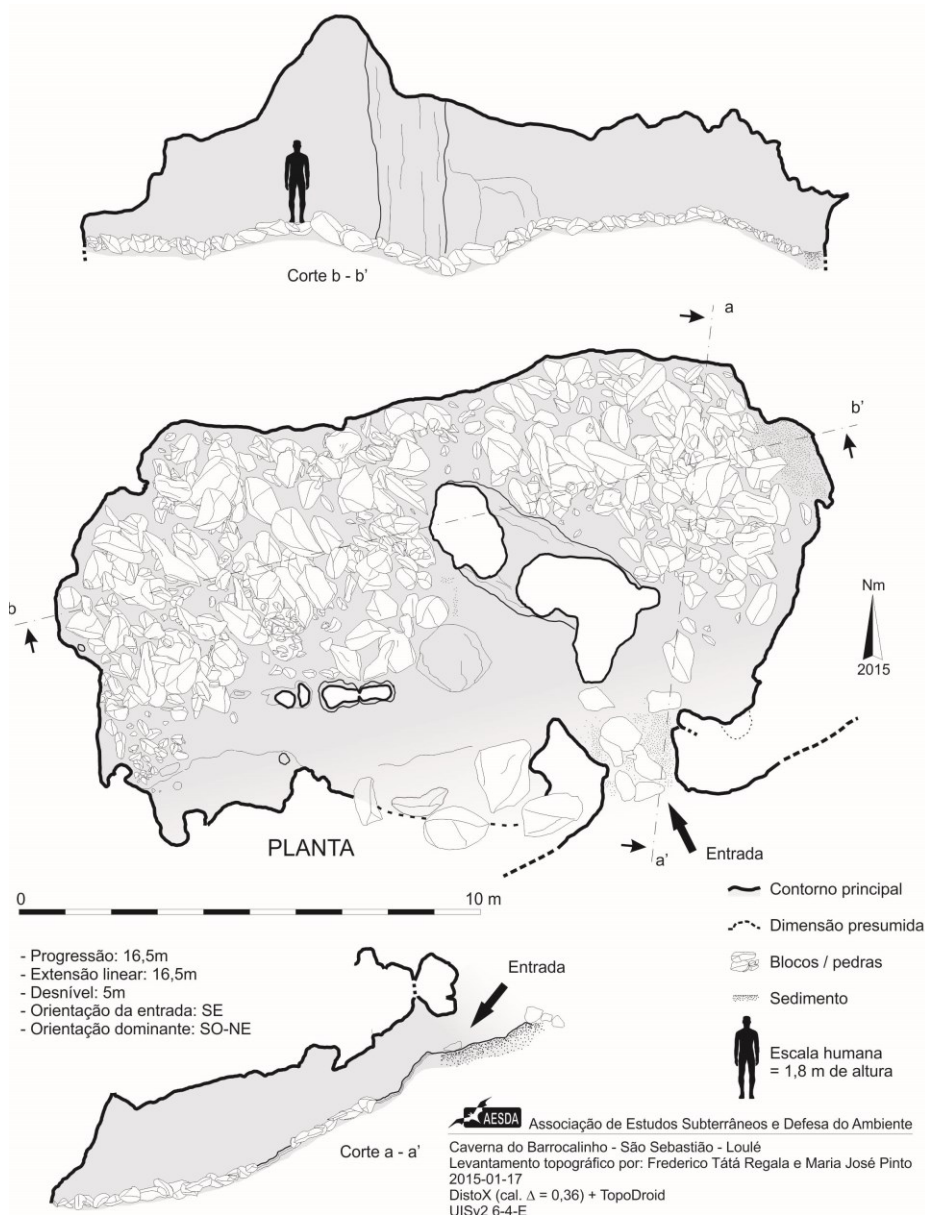 Corte b - b’
a
b’
b
Nm
2015
PLANTA
a’
Entrada
0 10 m
Contorno principal
Dimensão presumida
Blocos / pedras
Sedimento
Escala humana
= 1,8 m de altura
- Progressão: 16,5m
- Extensão linear: 16,5m
- Desnível: 5m
- Orientação da entrada: SE
- Orientação dominante: SO-NE
Entrada
Corte a - a’
AESDA Associação de Estudos Subterrâneos e Defesa do Ambiente
Caverna do Barrocalinho - São Sebastião - Loulé
Levantamento topográfico por: Frederico Tátá Regala e Maria José Pinto
2015-01-17
DistoX (cal. Δ = 0,36) + TopoDroid
UISv2 6-4-E